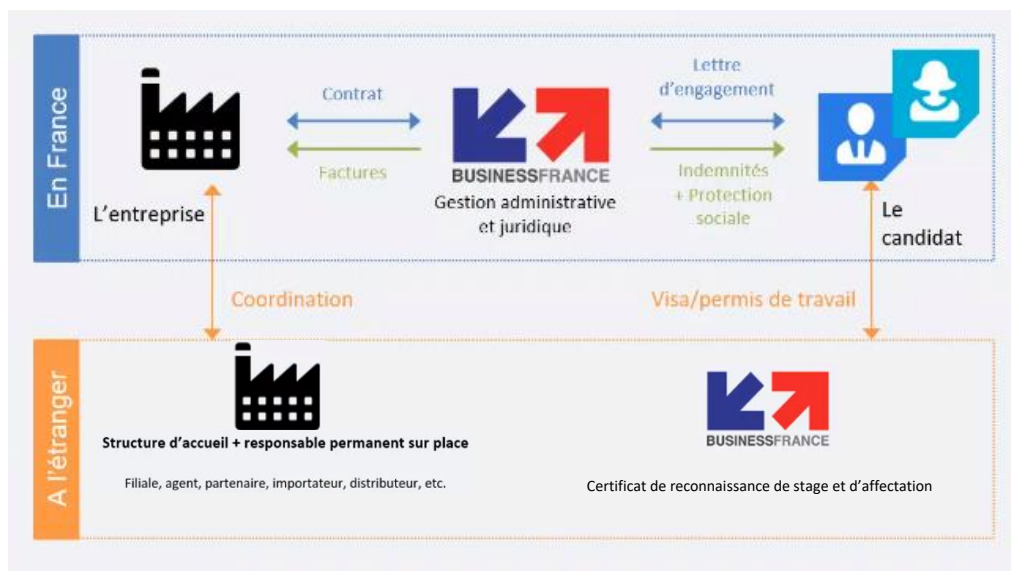 En France
Contrat
Factures
L'entreprise
BUSINESSFRANCE
Gestion administrative
et juridique
Lettre
d'engagement
Indemnités
+ Protection
sociale
Le
candidat
Coordination
Visa/permis de travail
A l'étranger
Structure d'accueil + responsable permanent sur place
Filiale, agent, partenaire, importateur, distributeur, etc.
BUSINESSFRANCE
Certificat de reconnaissance de stage et d'affectation